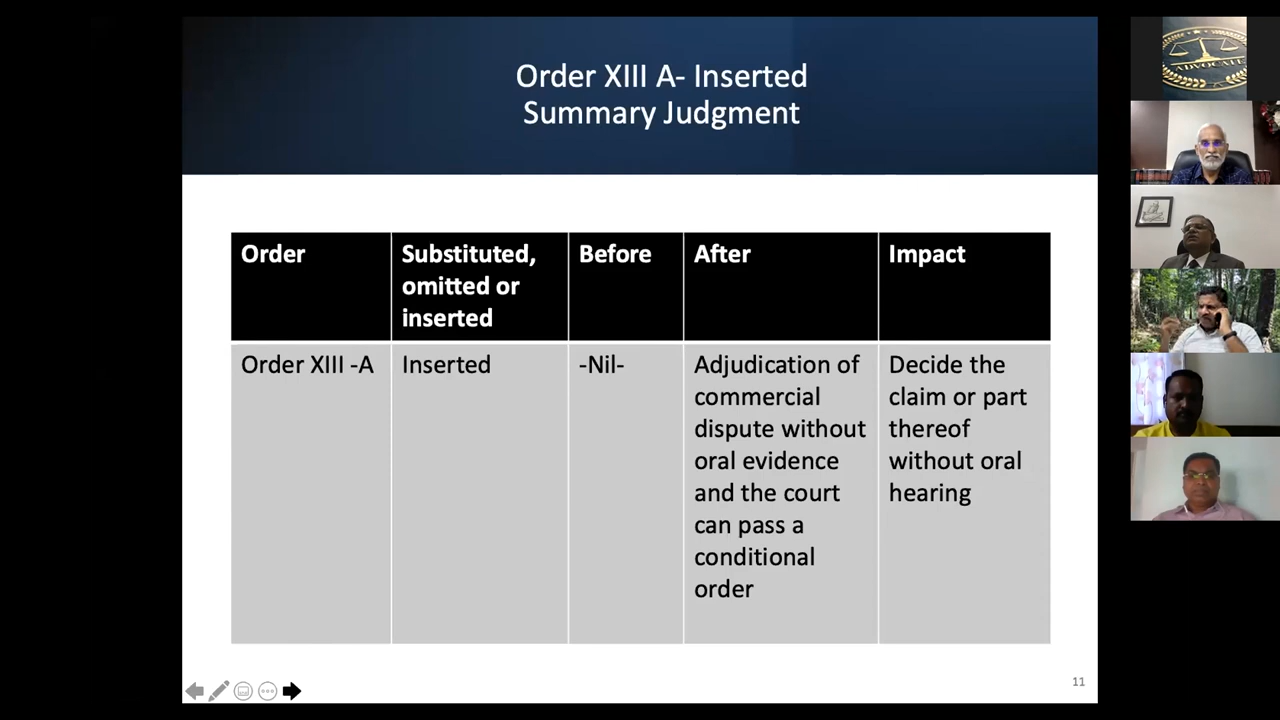 Order XIII A- Inserted
Summary Judgment
Order
Substituted,
omitted or
inserted
Before
After
Impact
Order XIII -A
Inserted
-Nil-
Adjudication of
commercial
dispute without
oral evidence
and the court
can pass a
conditional
order
Decide the
claim or part
thereof
without oral
hearing
11
ADVOCATE